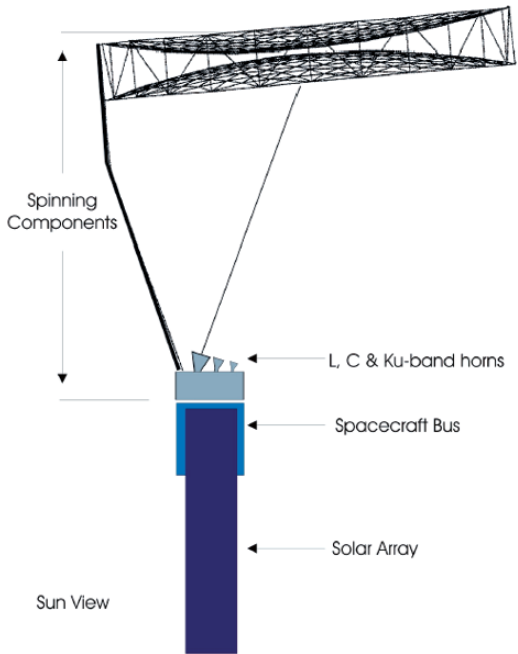 Spinning
Components
L, C & Ku-band horns
Spacecraft Bus
Solar Array
Sun View